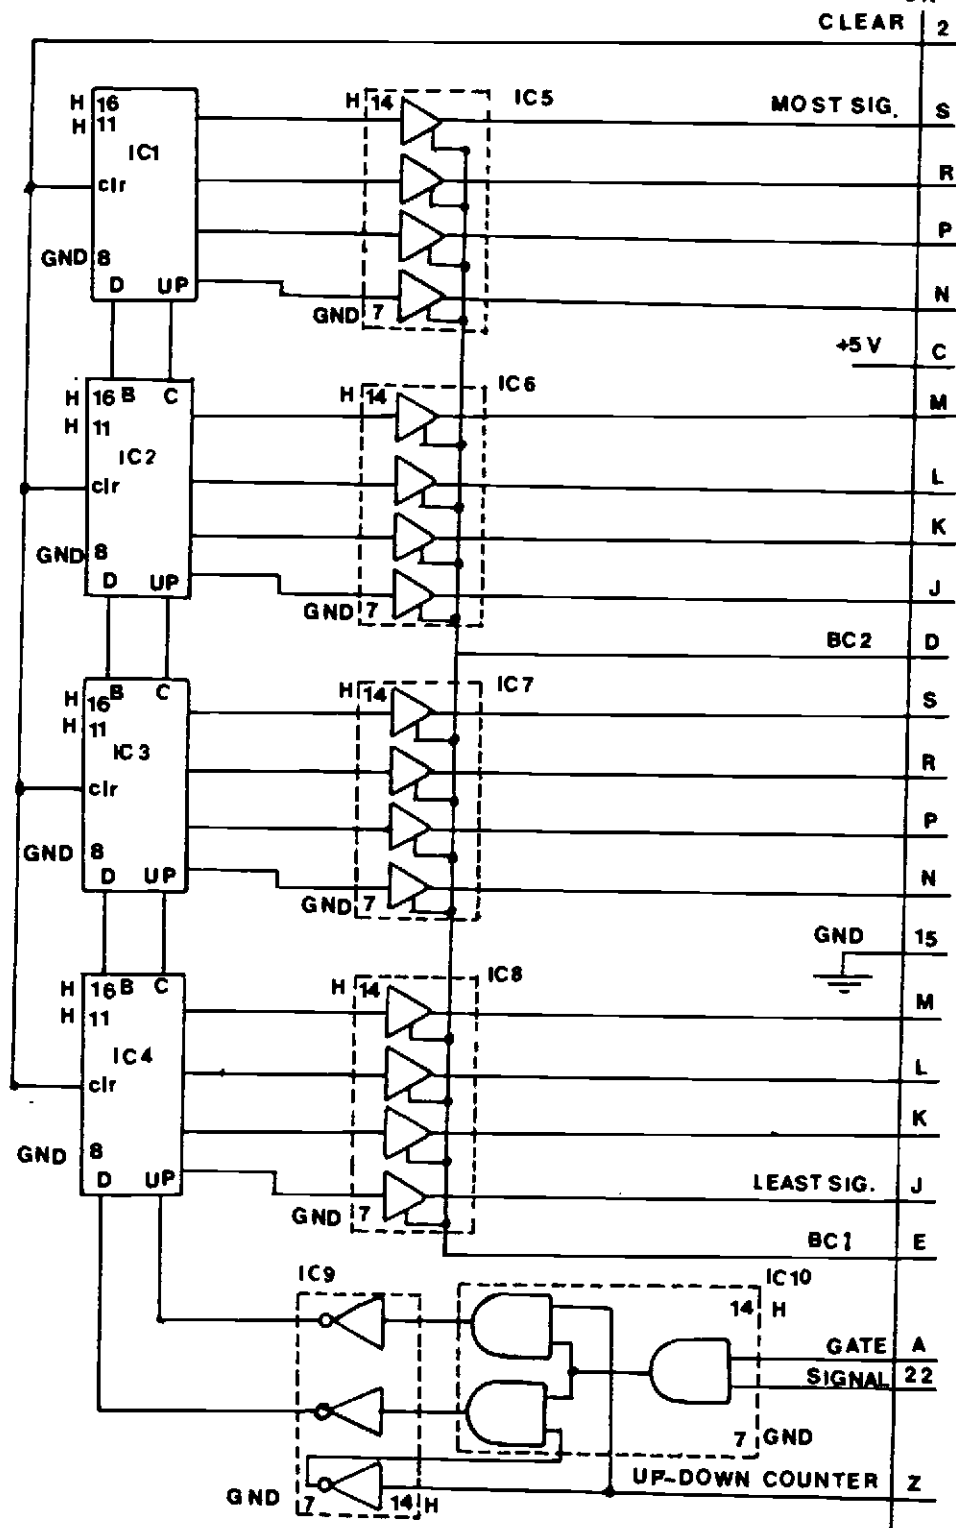 CLEAR 2
H 16 H 14 IC5 MOST SIG. S
H 11
IC1
clr R
P
GND 8
D UP N
GND 7
+5V C
H 16 B C H 14 IC6 M
H 11
IC2
clr L
K
GND 8
D UP J
GND 7
BC2 D
H 16 B C H 14 IC7 S
H 11
IC3
clr R
P
GND 8
D UP N
GND 7
GND 15
H 16 B C H 14 IC8 M
H 11
IC4
clr L
K
GND 8
D UP LEAST SIG. J
GND 7
BC1 E
IC9 IC10
14 H
GATE A
SIGNAL 22
7 GND
UP-DOWN COUNTER Z
GND 7 14 H